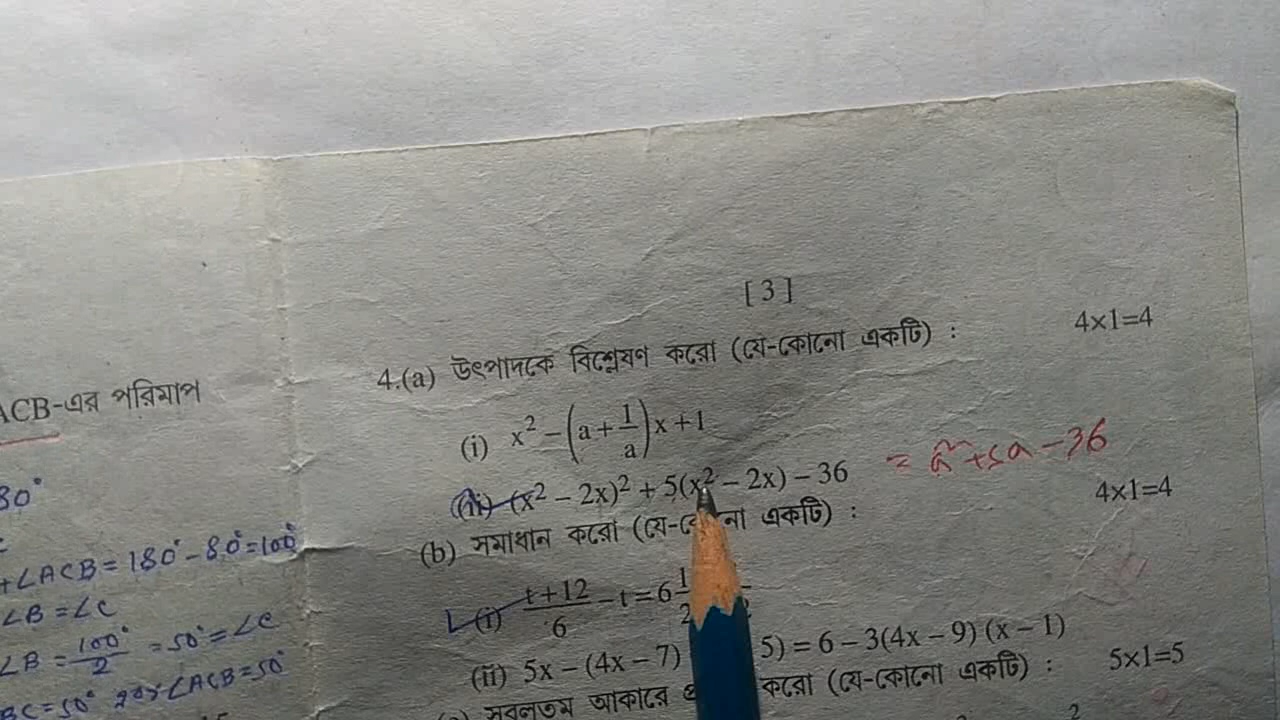 [ 3 ]
4.(a) উৎপাদকে বিশ্লেষণ করো (যে-কোনো একটি) : 4×1=4
(i) x² − (a + 1/a)x + 1
(ii) (x² − 2x)² + 5(x² − 2x) − 36 = a² + 5a − 36
(b) সমাধান করো (যে-কোনো একটি) : 4×1=4
(i) (t+12)/6 − t = 6 1/2
(ii) 5x − (4x − 7) 5) = 6 − 3(4x − 9) (x − 1)
আকারে করো (যে-কোনো একটি) : 5×1=5
ACB-এর পরিমাপ
80°
+∠ACB = 180° − 80° = 100°
∠B = ∠C
∠B = 100°/2 = 50° = ∠C
BC = 50° ∠ACB = 50°